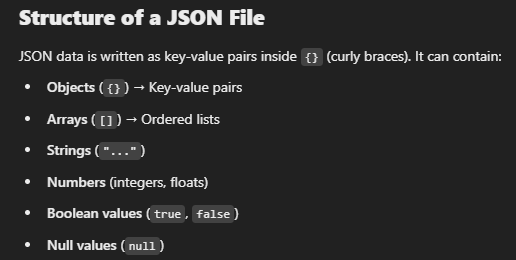 Structure of a JSON File
JSON data is written as key-value pairs inside {} (curly braces). It can contain:
• Objects ({}) → Key-value pairs
• Arrays ([]) → Ordered lists
• Strings ("...")
• Numbers (integers, floats)
• Boolean values (true, false)
• Null values (null)